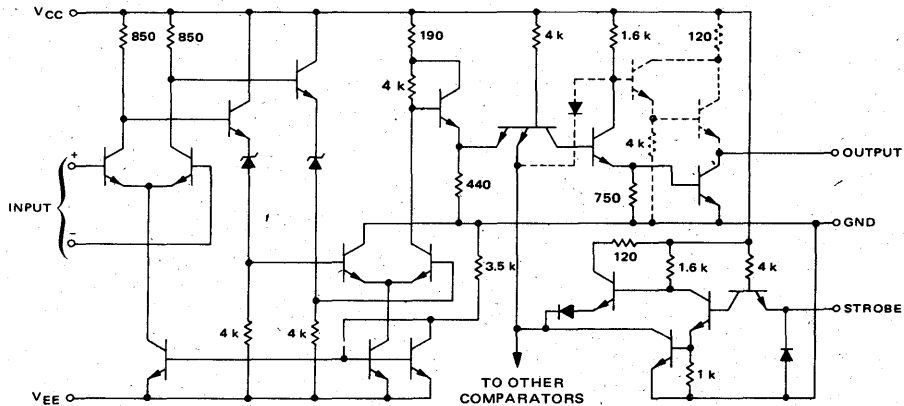 VCC
850
850
190
4 k
1.6 k
120
4 k
4 k
+
INPUT
−
440
750
OUTPUT
GND
3.5 k
120
1.6 k
4 k
4 k
4 k
STROBE
1 k
VEE
TO OTHER
COMPARATORS